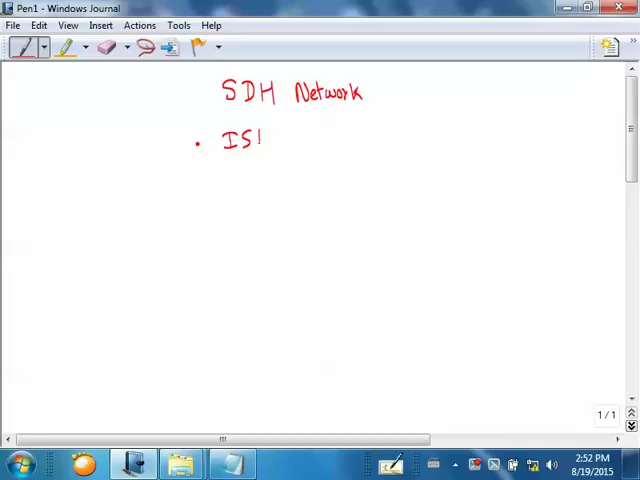 Pen1 - Windows Journal
File Edit View Insert Actions Tools Help
SDH Network
. IS
1 / 1
2:52 PM
8/19/2015